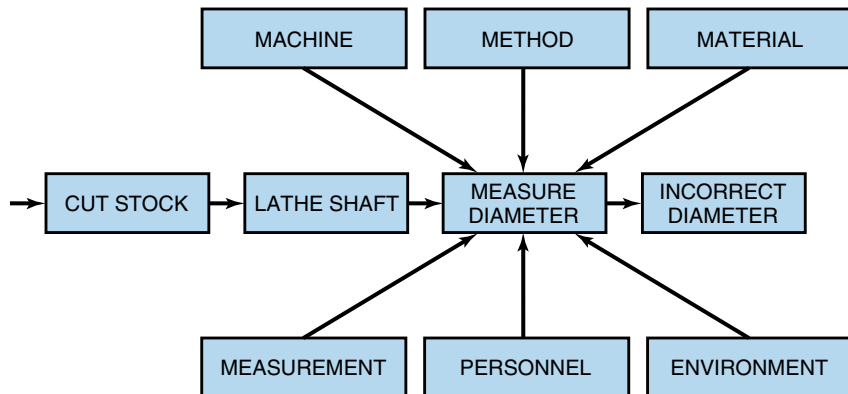 MACHINE
METHOD
MATERIAL
CUT STOCK
LATHE SHAFT
MEASURE
DIAMETER
INCORRECT
DIAMETER
MEASUREMENT
PERSONNEL
ENVIRONMENT